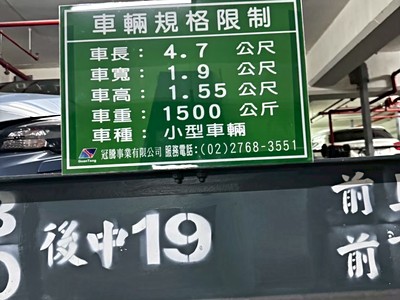 車輛規格限制
車長：4.7 公尺
車寬：1.9 公尺
車高：1.55 公尺
車重：1500 公斤
車種：小型車輛
冠騰事業有限公司 服務電話:(02)2768-3551
後中19
前
前